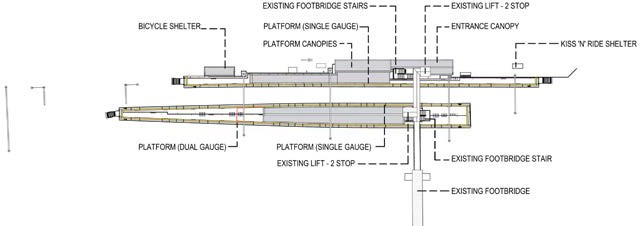 EXISTING FOOTBRIDGE STAIRS
EXISTING LIFT - 2 STOP
BICYCLE SHELTER
PLATFORM (SINGLE GAUGE)
ENTRANCE CANOPY
PLATFORM CANOPIES
KISS 'N' RIDE SHELTER
PLATFORM (DUAL GAUGE)
PLATFORM (SINGLE GAUGE)
EXISTING LIFT - 2 STOP
EXISTING FOOTBRIDGE STAIR
EXISTING FOOTBRIDGE